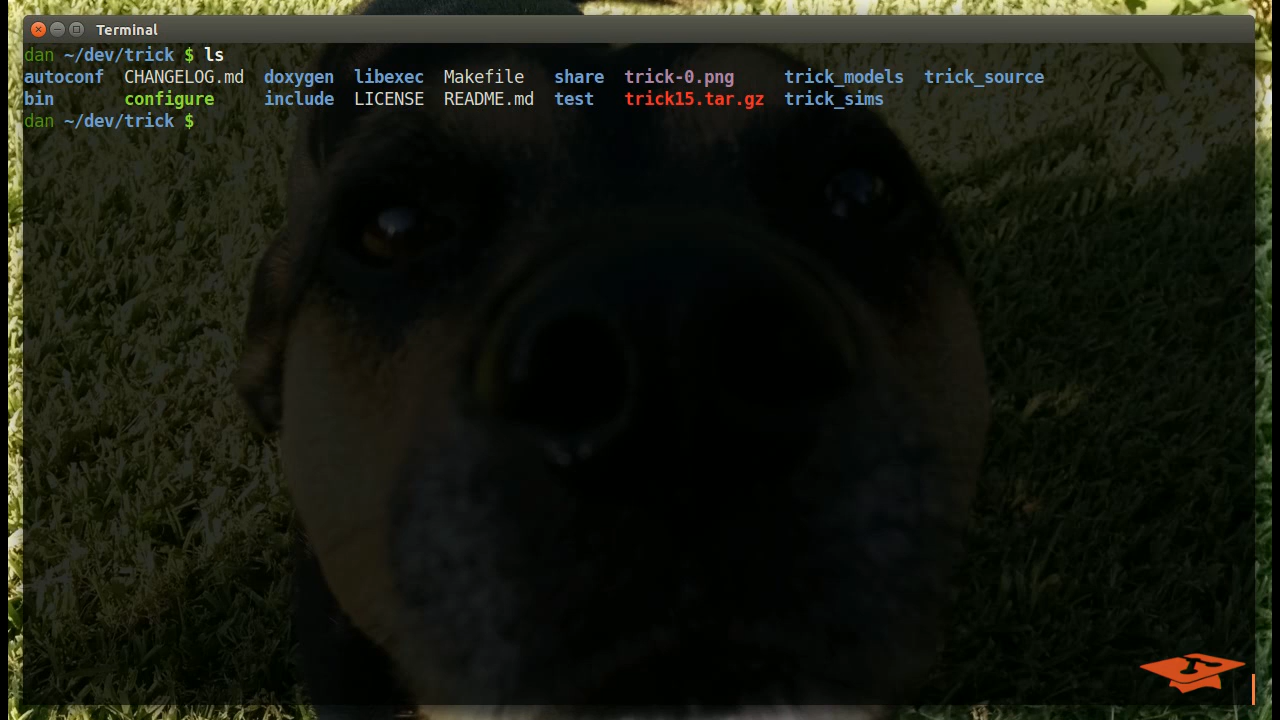 Terminal
dan ~/dev/trick $ ls
autoconf  CHANGELOG.md  doxygen  libexec  Makefile   share  trick-0.png     trick_models  trick_source
bin       configure     include  LICENSE  README.md  test   trick15.tar.gz  trick_sims
dan ~/dev/trick $